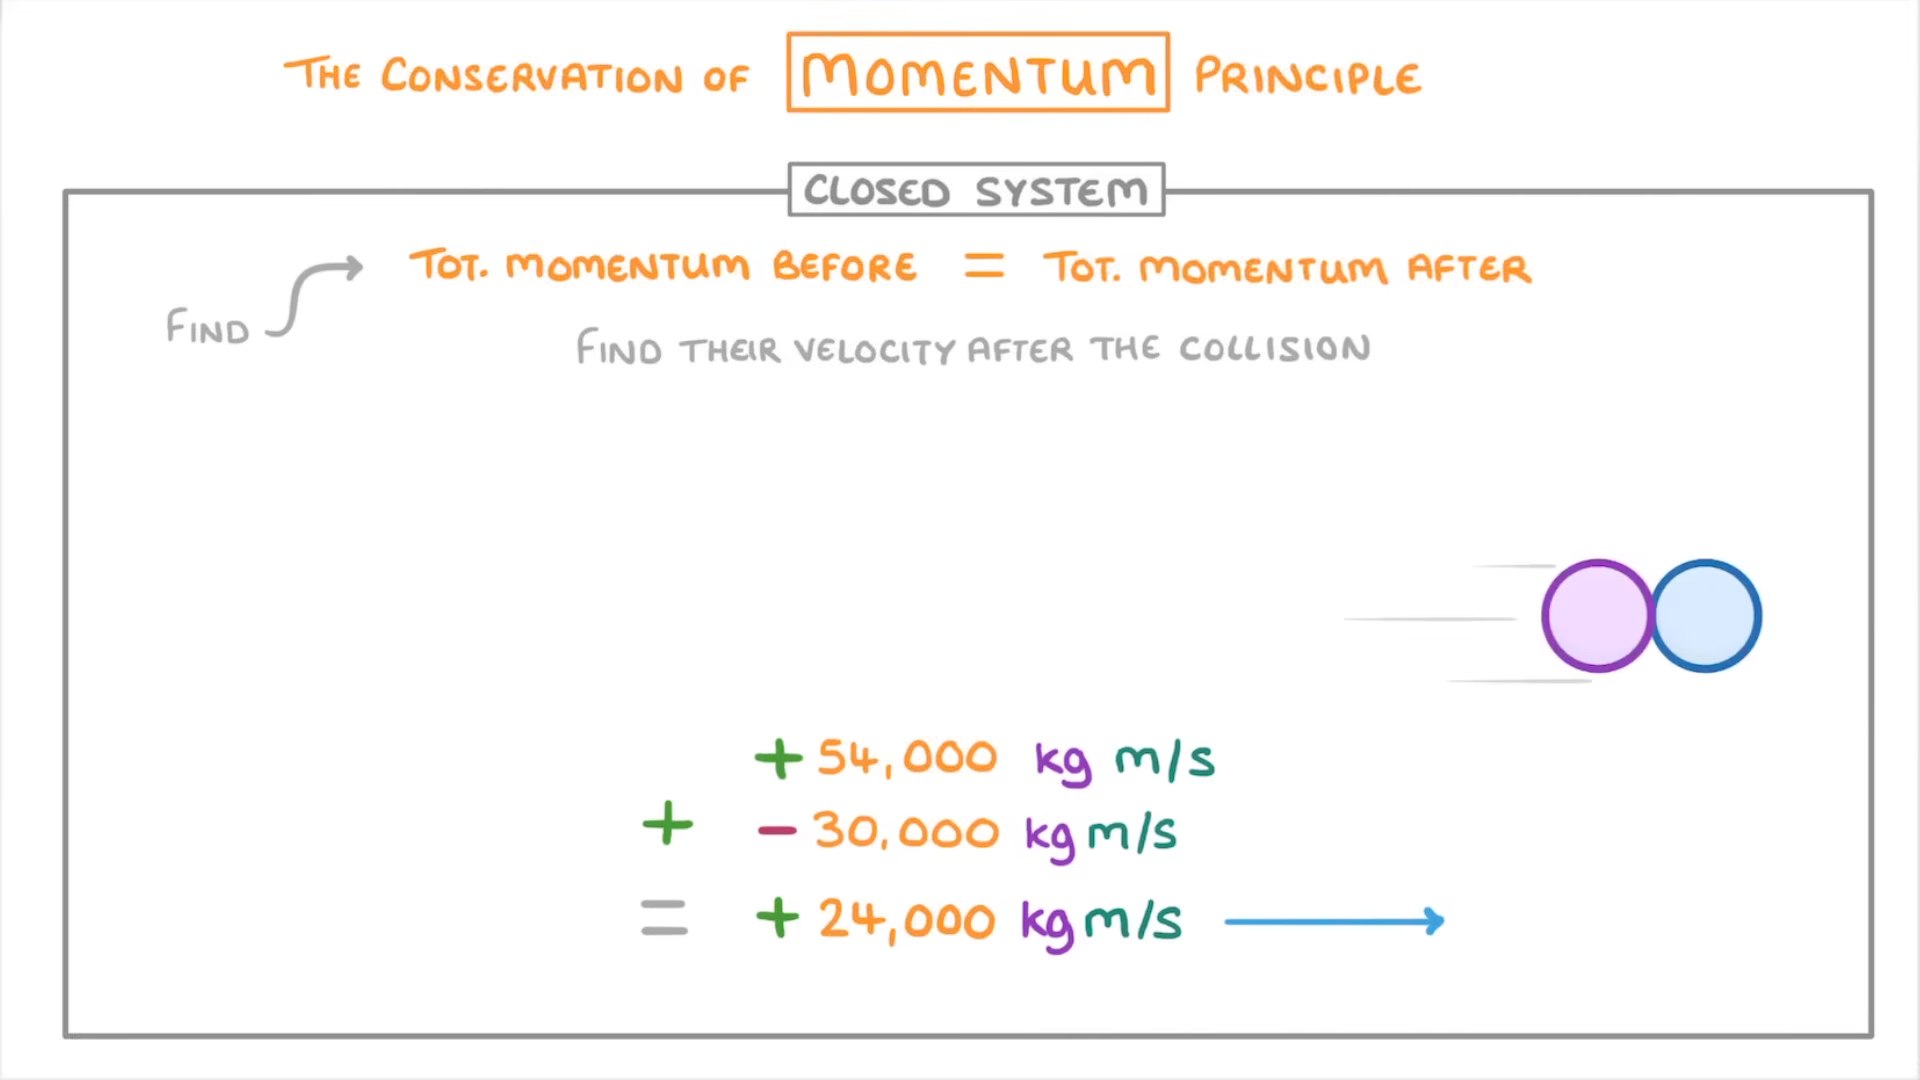 THE CONSERVATION OF MOMENTUM PRINCIPLE
CLOSED SYSTEM
TOT. MOMENTUM BEFORE = TOT. MOMENTUM AFTER
FIND
FIND THEIR VELOCITY AFTER THE COLLISION
+ 54,000 kg m/s
+ - 30,000 kg m/s
= + 24,000 kg m/s